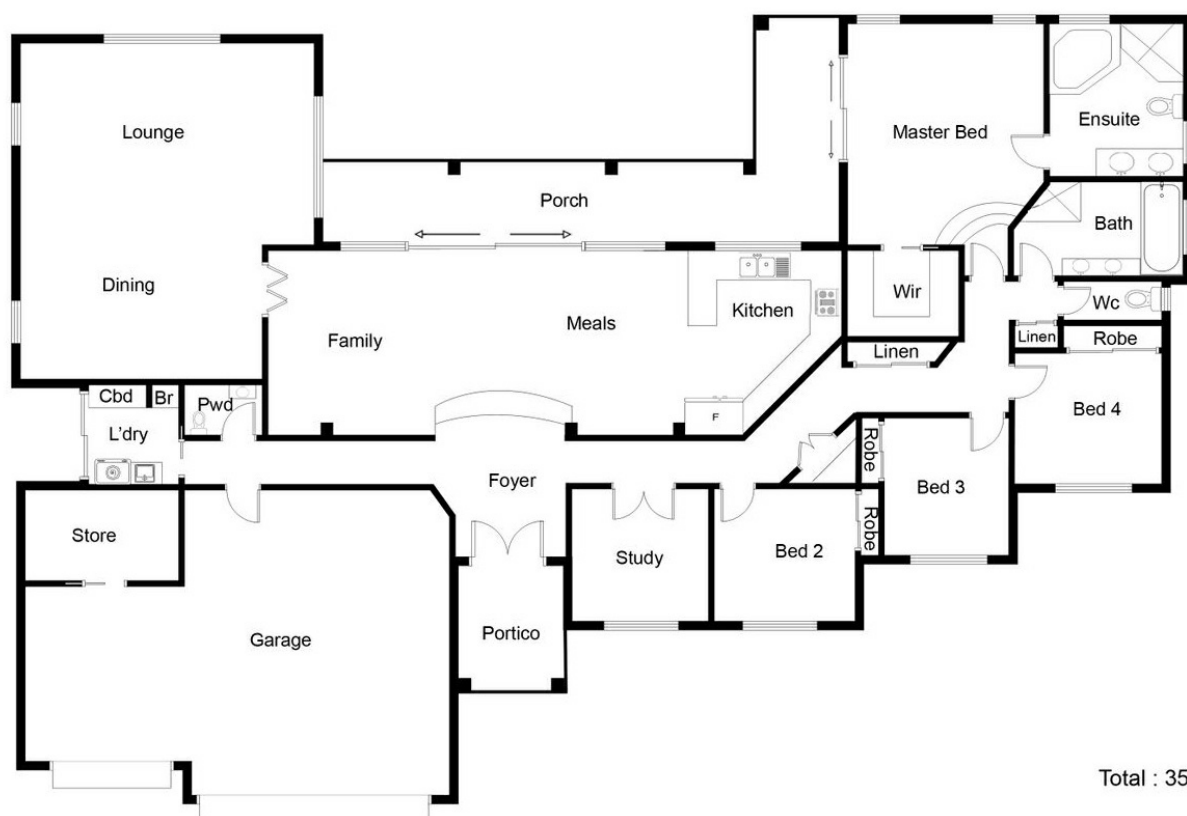 Lounge
Master Bed
Ensuite
Porch
Bath
Dining
Wir
Wc
Kitchen
Meals
Family
Linen
Robe
Linen
Cbd
Br
Pwd
Bed 4
L'dry
F
Robe
Foyer
Bed 3
Store
Robe
Study
Bed 2
Portico
Garage
Total : 35